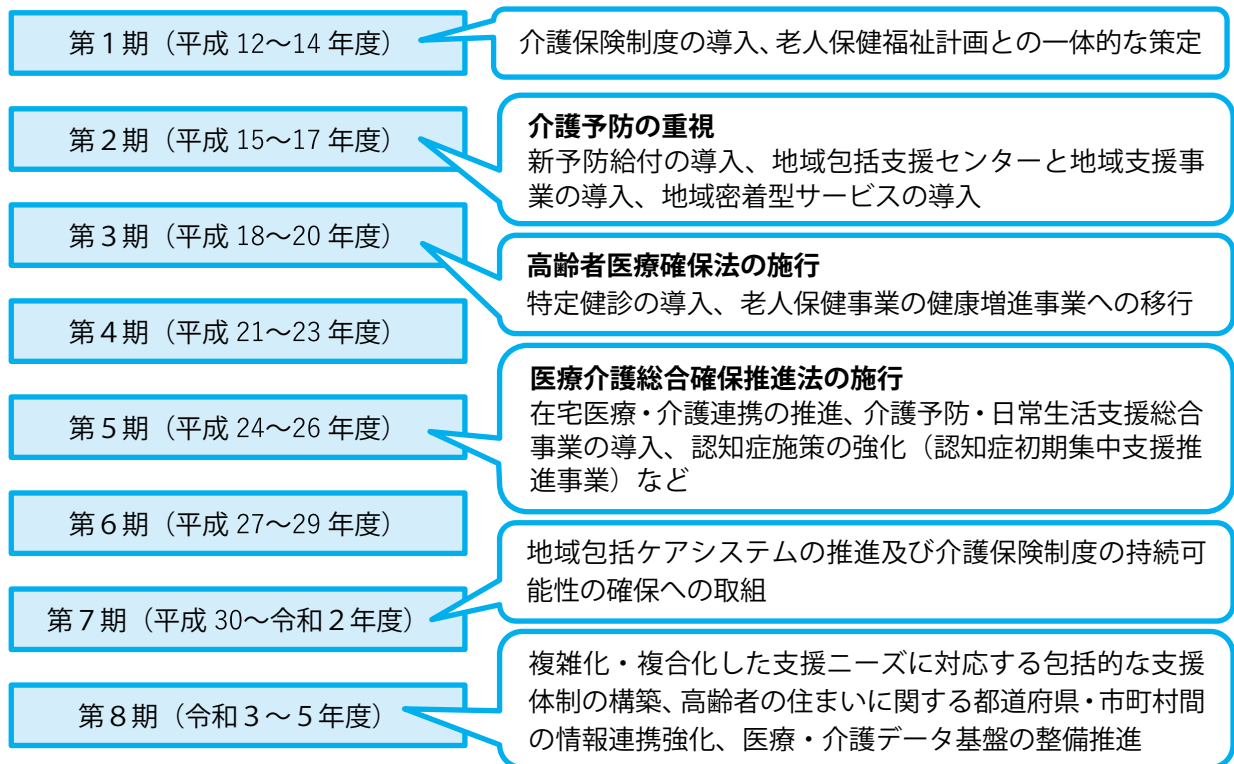 第１期（平成 12～14 年度）
介護保険制度の導入、老人保健福祉計画との一体的な策定
第２期（平成 15～17 年度）
介護予防の重視
新予防給付の導入、地域包括支援センターと地域支援事
業の導入、地域密着型サービスの導入
第３期（平成 18～20 年度）
高齢者医療確保法の施行
特定健診の導入、老人保健事業の健康増進事業への移行
第４期（平成 21～23 年度）
第５期（平成 24～26 年度）
医療介護総合確保推進法の施行
在宅医療・介護連携の推進、介護予防・日常生活支援総合
事業の導入、認知症施策の強化（認知症初期集中支援推
進事業）など
第６期（平成 27～29 年度）
第７期（平成 30～令和２年度）
地域包括ケアシステムの推進及び介護保険制度の持続可
能性の確保への取組
第８期（令和３～５年度）
複雑化・複合化した支援ニーズに対応する包括的な支援
体制の構築、高齢者の住まいに関する都道府県・市町村間
の情報連携強化、医療・介護データ基盤の整備推進